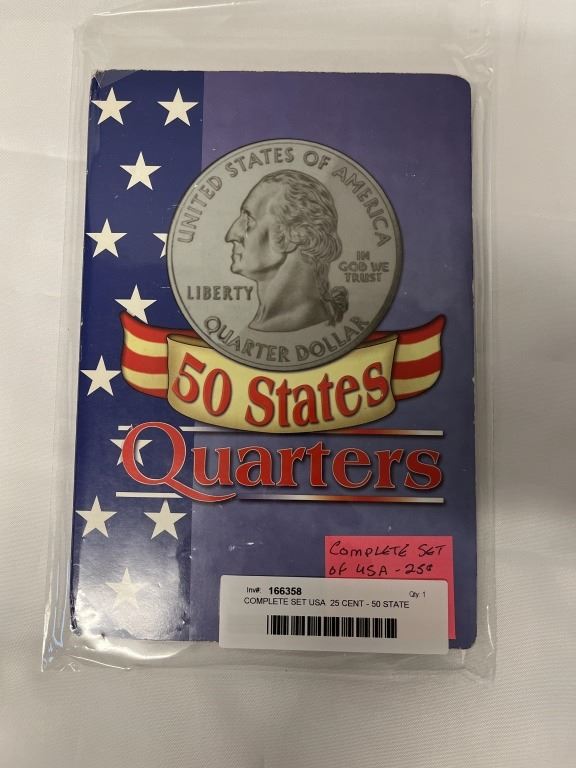 UNITED STATES OF AMERICA
IN
GOD WE
TRUST
LIBERTY
QUARTER DOLLAR
50 States
Quarters
COMPLETE SET
OF USA - 25¢
Inv#: 166358 Qty: 1
COMPLETE SET USA 25 CENT - 50 STATE